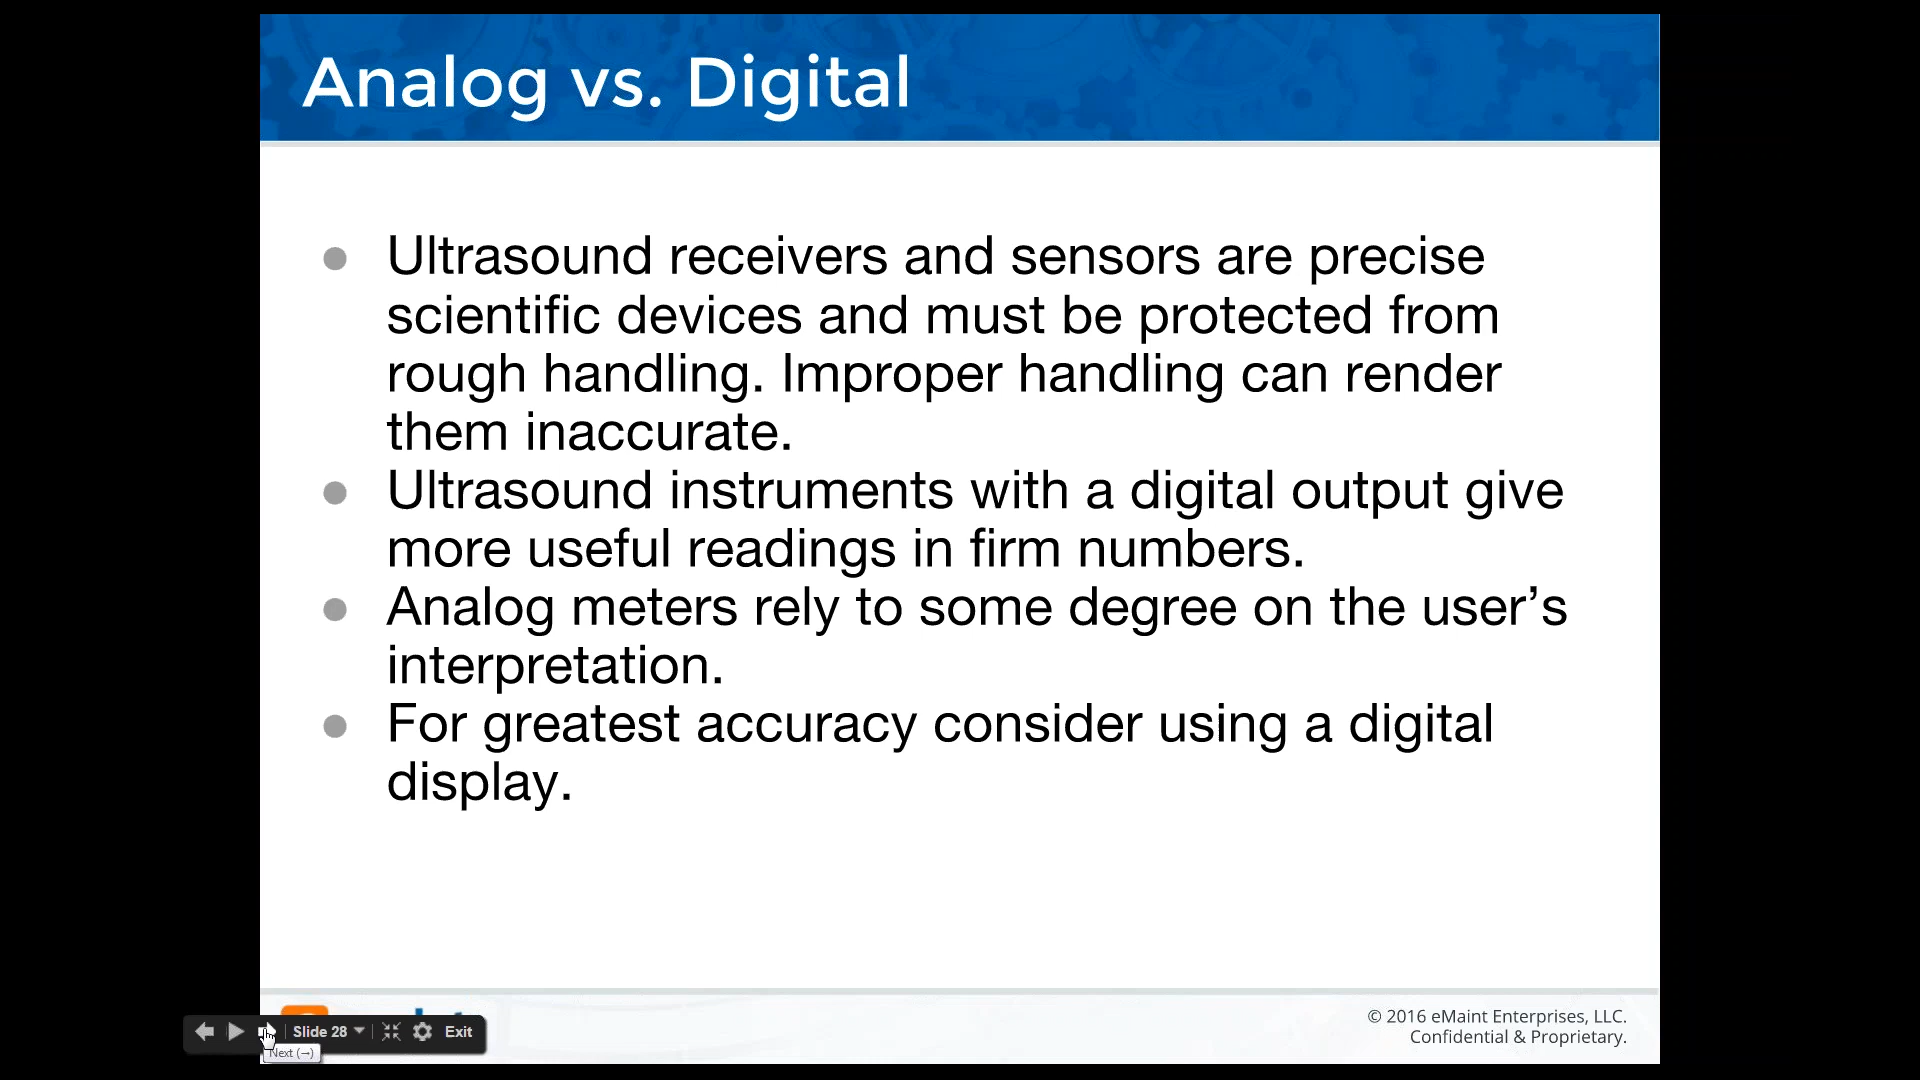 Analog vs. Digital
Ultrasound receivers and sensors are precise
scientific devices and must be protected from
rough handling. Improper handling can render
them inaccurate.
Ultrasound instruments with a digital output give
more useful readings in firm numbers.
Analog meters rely to some degree on the user’s
interpretation.
For greatest accuracy consider using a digital
display.
© 2016 eMaint Enterprises, LLC.
Confidential & Proprietary.
Slide 28
Exit
Next (→)